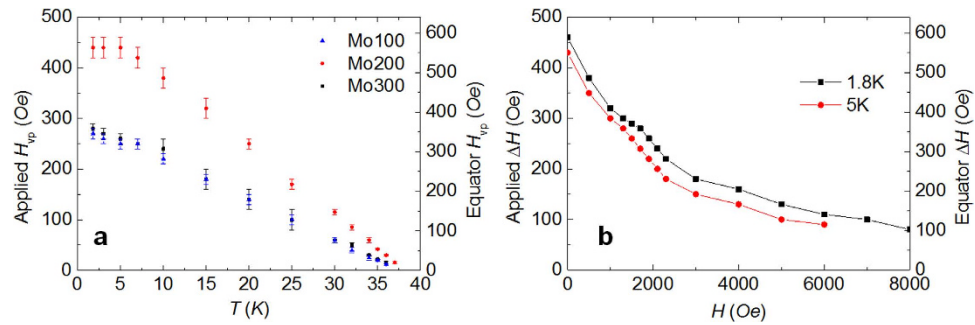 500
400
300
200
100
0
Applied Hvp (Oe)
600
500
400
300
200
100
0
Equator Hvp (Oe)
Mo100
Mo200
Mo300
a
0 5 10 15 20 25 30 35 40
T (K)
500
400
300
200
100
0
Applied ΔH (Oe)
600
500
400
300
200
100
0
Equator ΔH (Oe)
1.8K
5K
b
0 2000 4000 6000 8000
H (Oe)